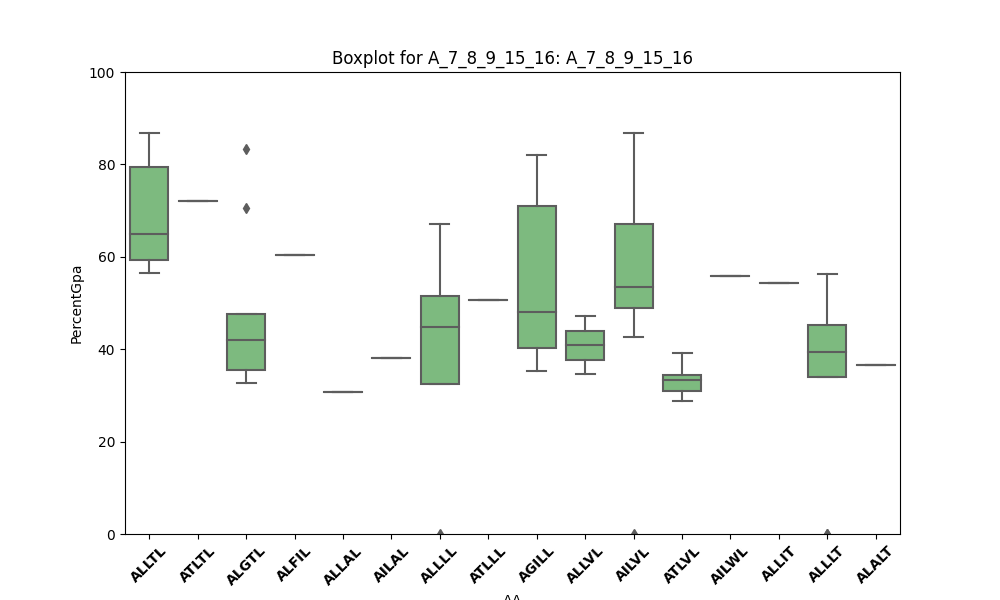 Boxplot for A_7_8_9_15_16: A_7_8_9_15_16
100
80
60
40
20
0
PercentGpa
ALLTL ATLTL ALGTL ALFIL ALLAL AILAL ALLLL ATLLL AGILL ALLVL AILVL ATLVL AILWL ALLIT ALLLT ALALT
AA